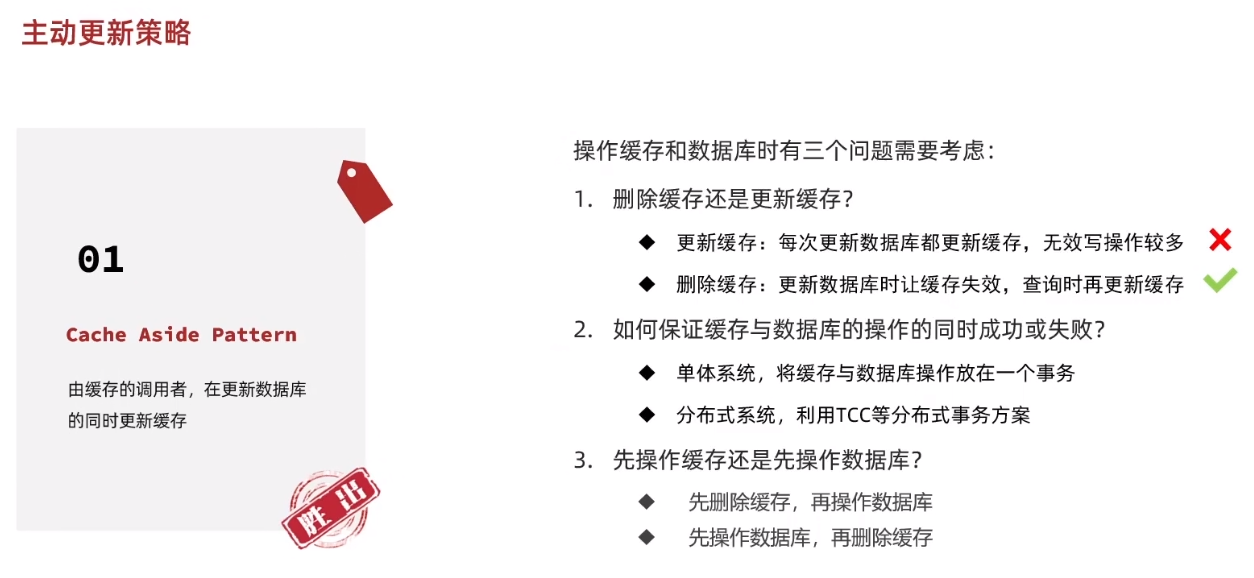 主动更新策略
01
Cache Aside Pattern
由缓存的调用者，在更新数据库
的同时更新缓存
胜出
操作缓存和数据库时有三个问题需要考虑：
1. 删除缓存还是更新缓存？
◆ 更新缓存：每次更新数据库都更新缓存，无效写操作较多
◆ 删除缓存：更新数据库时让缓存失效，查询时再更新缓存
2. 如何保证缓存与数据库的操作的同时成功或失败？
◆ 单体系统，将缓存与数据库操作放在一个事务
◆ 分布式系统，利用TCC等分布式事务方案
3. 先操作缓存还是先操作数据库？
◆ 先删除缓存，再操作数据库
◆ 先操作数据库，再删除缓存